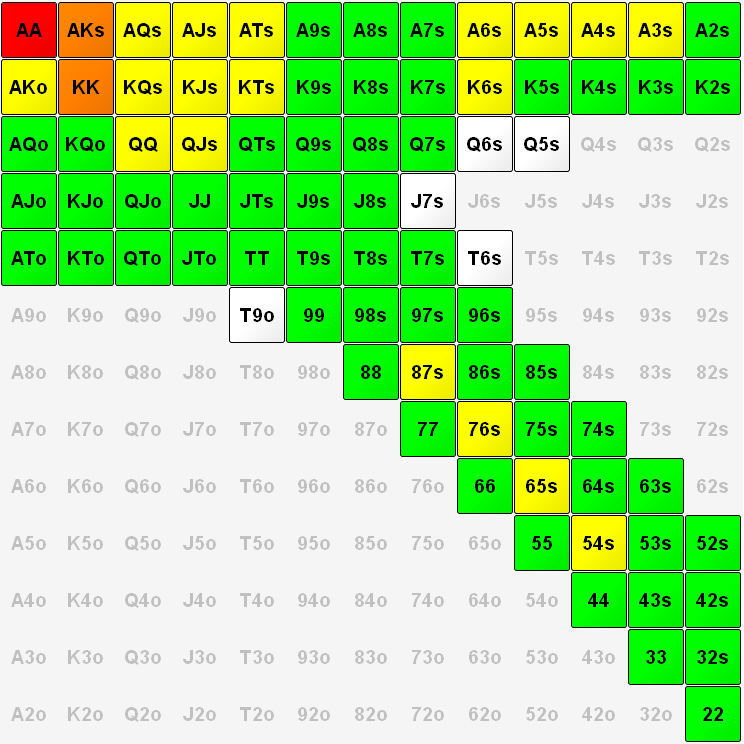 AA AKs AQs AJs ATs A9s A8s A7s A6s A5s A4s A3s A2s
AKo KK KQs KJs KTs K9s K8s K7s K6s K5s K4s K3s K2s
AQo KQo QQ QJs QTs Q9s Q8s Q7s Q6s Q5s Q4s Q3s Q2s
AJo KJo QJo JJ JTs J9s J8s J7s J6s J5s J4s J3s J2s
ATo KTo QTo JTo TT T9s T8s T7s T6s T5s T4s T3s T2s
A9o K9o Q9o J9o T9o 99 98s 97s 96s 95s 94s 93s 92s
A8o K8o Q8o J8o T8o 98o 88 87s 86s 85s 84s 83s 82s
A7o K7o Q7o J7o T7o 97o 87o 77 76s 75s 74s 73s 72s
A6o K6o Q6o J6o T6o 96o 86o 76o 66 65s 64s 63s 62s
A5o K5o Q5o J5o T5o 95o 85o 75o 65o 55 54s 53s 52s
A4o K4o Q4o J4o T4o 94o 84o 74o 64o 54o 44 43s 42s
A3o K3o Q3o J3o T3o 93o 83o 73o 63o 53o 43o 33 32s
A2o K2o Q2o J2o T2o 92o 82o 72o 62o 52o 42o 32o 22